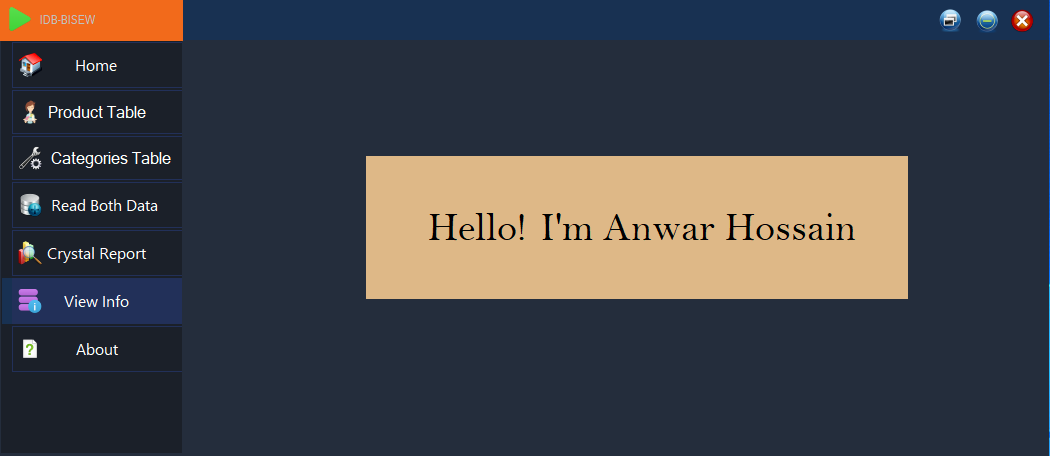 IDB-BISEW
Home
Product Table
Categories Table
Read Both Data
Crystal Report
View Info
About
Hello! I'm Anwar Hossain